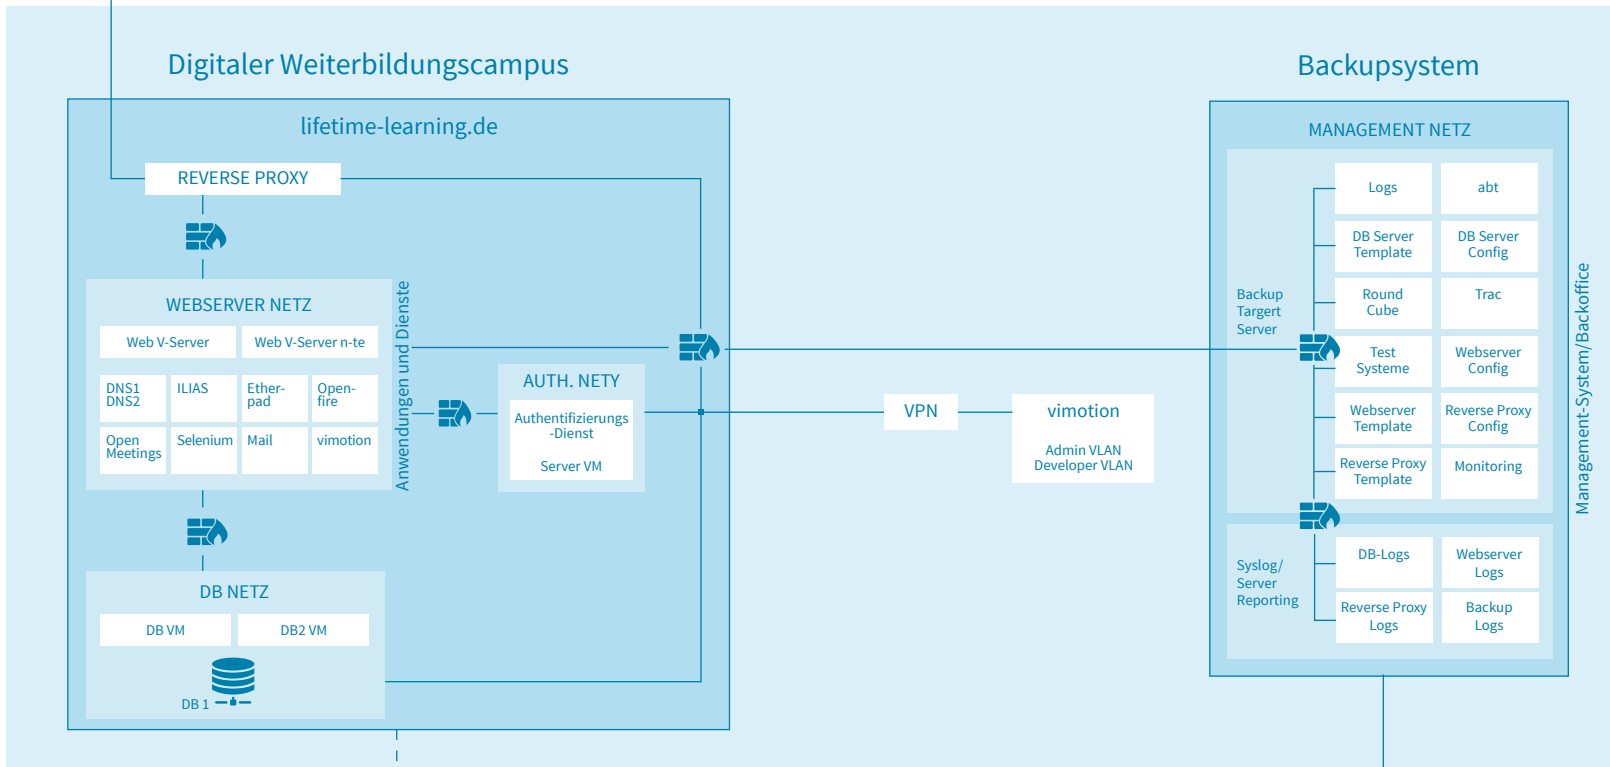 Digitaler Weiterbildungscampus
lifetime-learning.de
REVERSE PROXY
WEBSERVER NETZ
Web V-Server
Web V-Server n-te
DNS1
DNS2
ILIAS
Ether-
pad
Open-
fire
Open
Meetings
Selenium
Mail
vimotion
Anwendungen und Dienste
AUTH. NETY
Authentifizierungs
-Dienst
Server VM
DB NETZ
DB VM
DB2 VM
DB 1
VPN
vimotion
Admin VLAN
Developer VLAN
Backupsystem
MANAGEMENT NETZ
Backup
Targert
Server
Logs
abt
DB Server
Template
DB Server
Config
Round
Cube
Trac
Test
Systeme
Webserver
Config
Webserver
Template
Reverse Proxy
Config
Reverse Proxy
Template
Monitoring
Syslog/
Server
Reporting
DB-Logs
Webserver
Logs
Reverse Proxy
Logs
Backup
Logs
Management-System/Backoffice